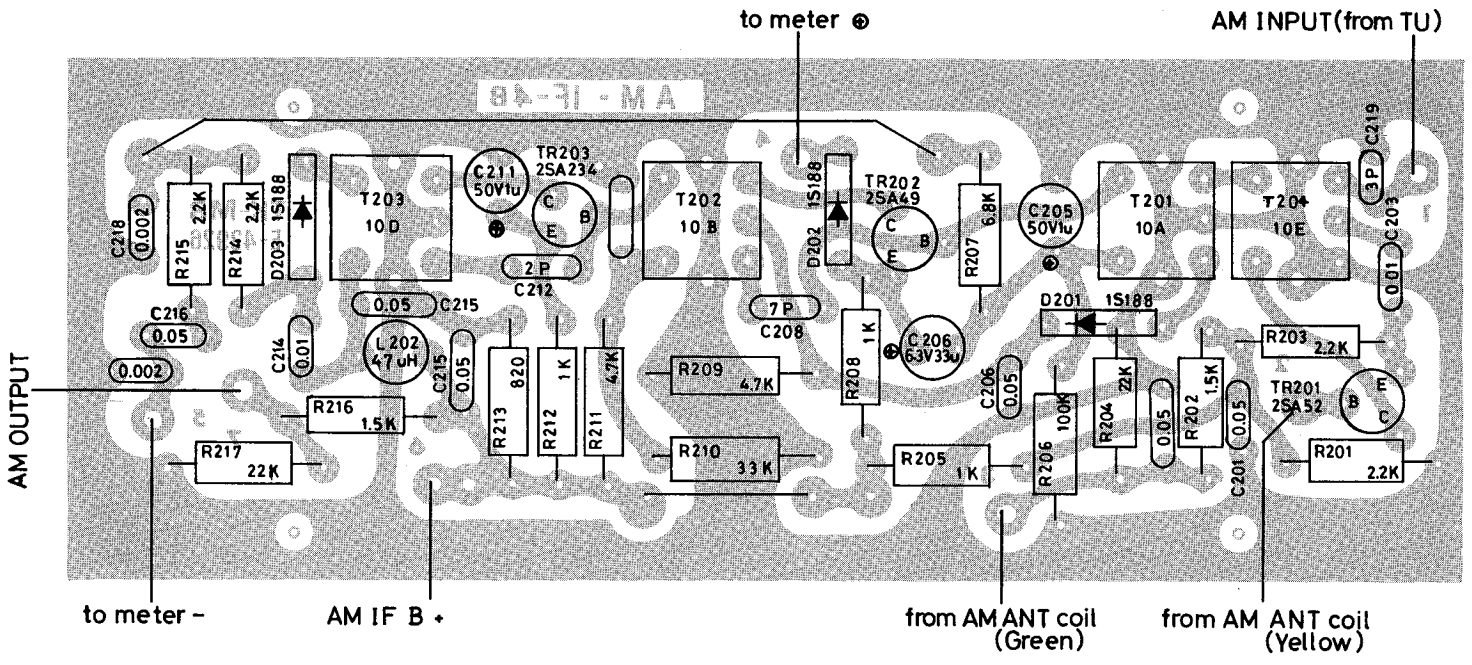 to meter ⊕
AM INPUT(from TU)
AM-IF-4B
C219
3P
TR203
2SA234
C211
50V1u
1S188
T203
10D
C
B
E
T202
10B
1S188
TR202
2SA49
C
B
E
6.8K
R207
C205
50V1u
T201
10A
T204
10E
C203
0.01
C218
0.002
2.2K
R215
2.2K
R214
D203
D202
2P
C212
0.05
C215
7P
C208
D201
1S188
C216
0.05
C214
0.01
L202
47uH
C215
0.05
820
R213
1K
R212
4.7K
R211
R209
4.7K
1K
R208
C206
6.3V33u
C206
0.05
100K
R206
22K
R204
0.05
1.5K
R202
0.05
C201
R203
2.2K
TR201
2SA52
E
B
C
0.002
AM OUTPUT
R216
1.5K
R217
22K
R210
33K
R205
1K
R201
2.2K
to meter -
AM IF B +
from AM ANT coil
(Green)
from AM ANT coil
(Yellow)